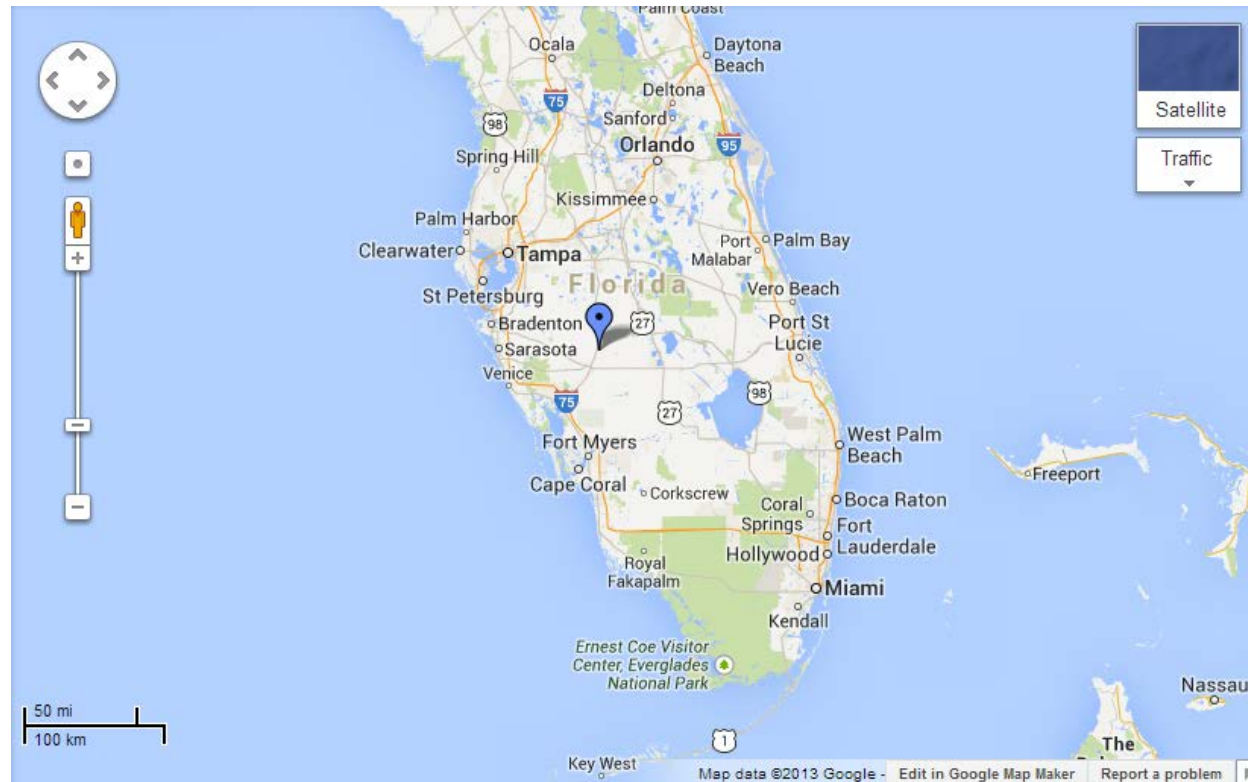 Palm Coast
Ocala
Daytona
Beach
75
Deltona
98
Sanford
Orlando
95
Satellite
Spring Hill
Traffic
Kissimmee
Palm Harbor
Clearwater
Tampa
Port
Malabar
Palm Bay
Florida
St Petersburg
Vero Beach
Bradenton
27
Port St
Lucie
Sarasota
Venice
75
98
27
Fort Myers
West Palm
Beach
Cape Coral
Corkscrew
Freeport
Coral
Springs
Boca Raton
Fort
Lauderdale
Hollywood
Royal
Fakapalm
Miami
Kendall
Ernest Coe Visitor
Center, Everglades
National Park
Nassau
50 mi
100 km
1
The
Key West
Map data ©2013 Google -
Edit in Google Map Maker
Report a problem